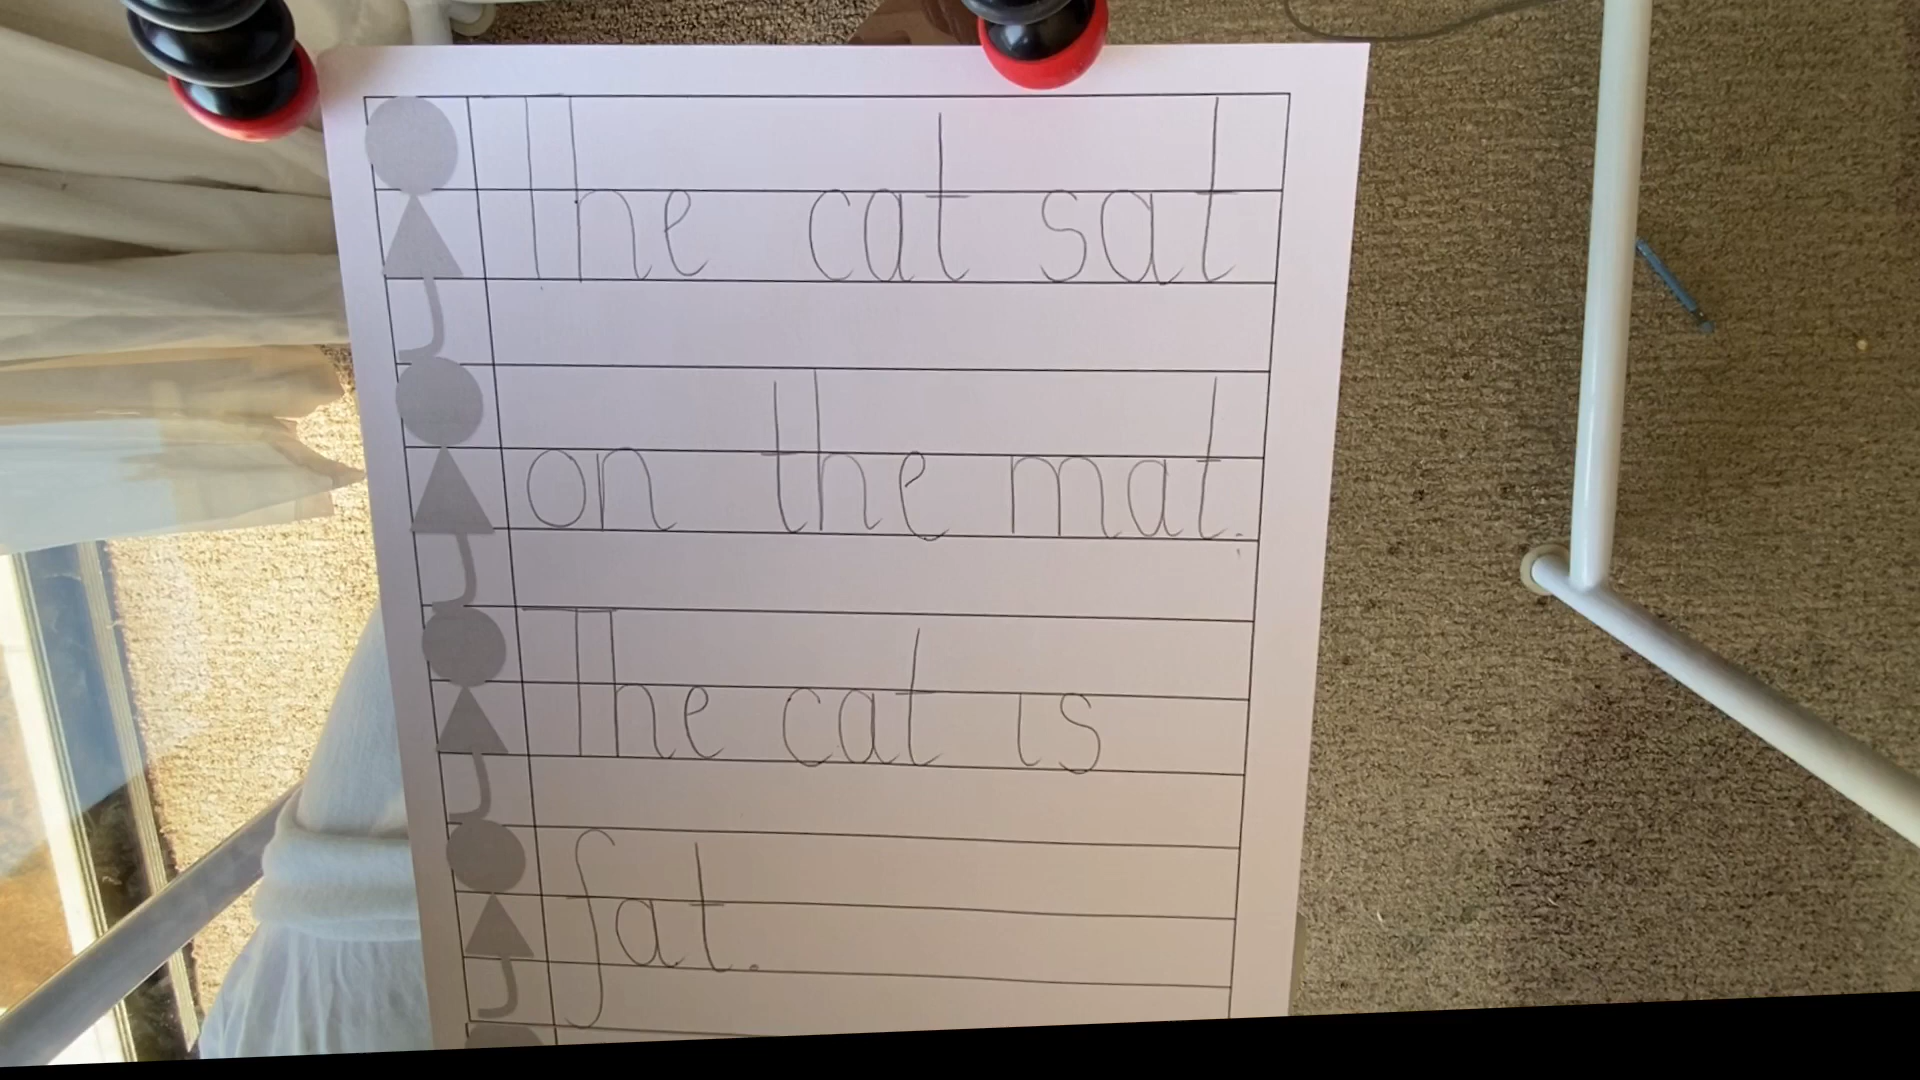 The cat sat
on the mat.
The cat is
fat.